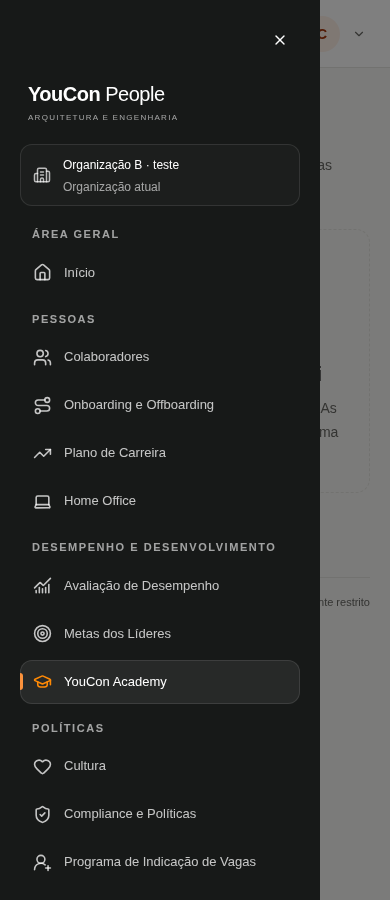 C
YouCon People
ARQUITETURA E ENGENHARIA
Organização B · teste
Organização atual
ÁREA GERAL
Início
PESSOAS
Colaboradores
Onboarding e Offboarding
Plano de Carreira
Home Office
DESEMPENHO E DESENVOLVIMENTO
Avaliação de Desempenho
Metas dos Líderes
YouCon Academy
POLÍTICAS
Cultura
Compliance e Políticas
Programa de Indicação de Vagas
As
restrito